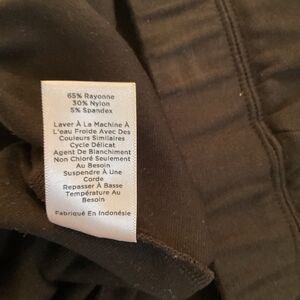 65% Rayonne
30% Nylon
5% Spandex
Laver À La Machine À
L'eau Froide Avec Des
Couleurs Similaires
Cycle Délicat
Agent De Blanchiment
Non Chloré Seulement
Au Besoin
Suspendre À Une
Corde
Repasser À Basse
Température Au
Besoin
Fabriqué En Indonésie